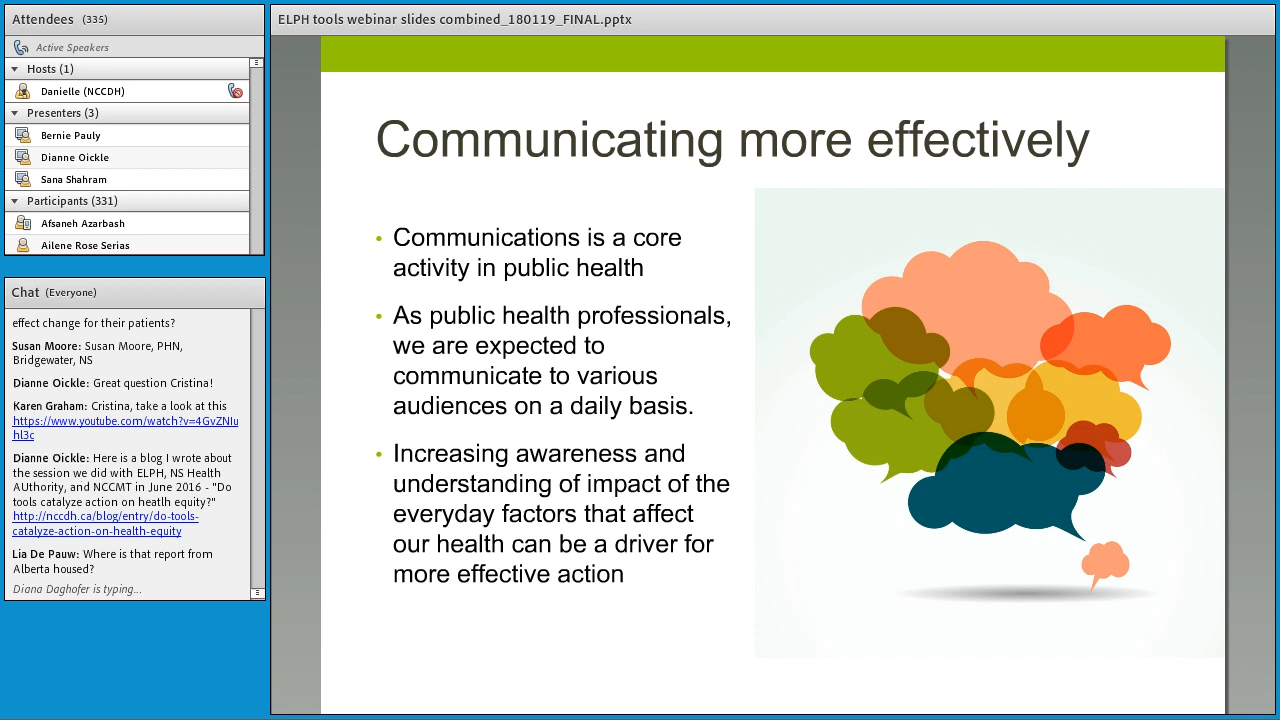 Attendees (335)
Active Speakers
Hosts (1)
Danielle (NCCDH)
Presenters (3)
Bernie Pauly
Dianne Oickle
Sana Shahram
Participants (331)
Afsaneh Azarbash
Ailene Rose Serias
Chat (Everyone)
effect change for their patients?
Susan Moore: Susan Moore, PHN,
Bridgewater, NS
Dianne Oickle: Great question Cristina!
Karen Graham: Cristina, take a look at this
https://www.youtube.com/watch?v=4GvZNIu
hl3c
Dianne Oickle: Here is a blog I wrote about
the session we did with ELPH, NS Health
AUthority, and NCCMT in June 2016 - "Do
tools catalyze action on heatlh equity?"
http://nccdh.ca/blog/entry/do-tools-
catalyze-action-on-health-equity
Lia De Pauw: Where is that report from
Alberta housed?
Diana Daghofer is typing...
ELPH tools webinar slides combined_180119_FINAL.pptx
Communicating more effectively
• Communications is a core
activity in public health
• As public health professionals,
we are expected to
communicate to various
audiences on a daily basis.
• Increasing awareness and
understanding of impact of the
everyday factors that affect
our health can be a driver for
more effective action